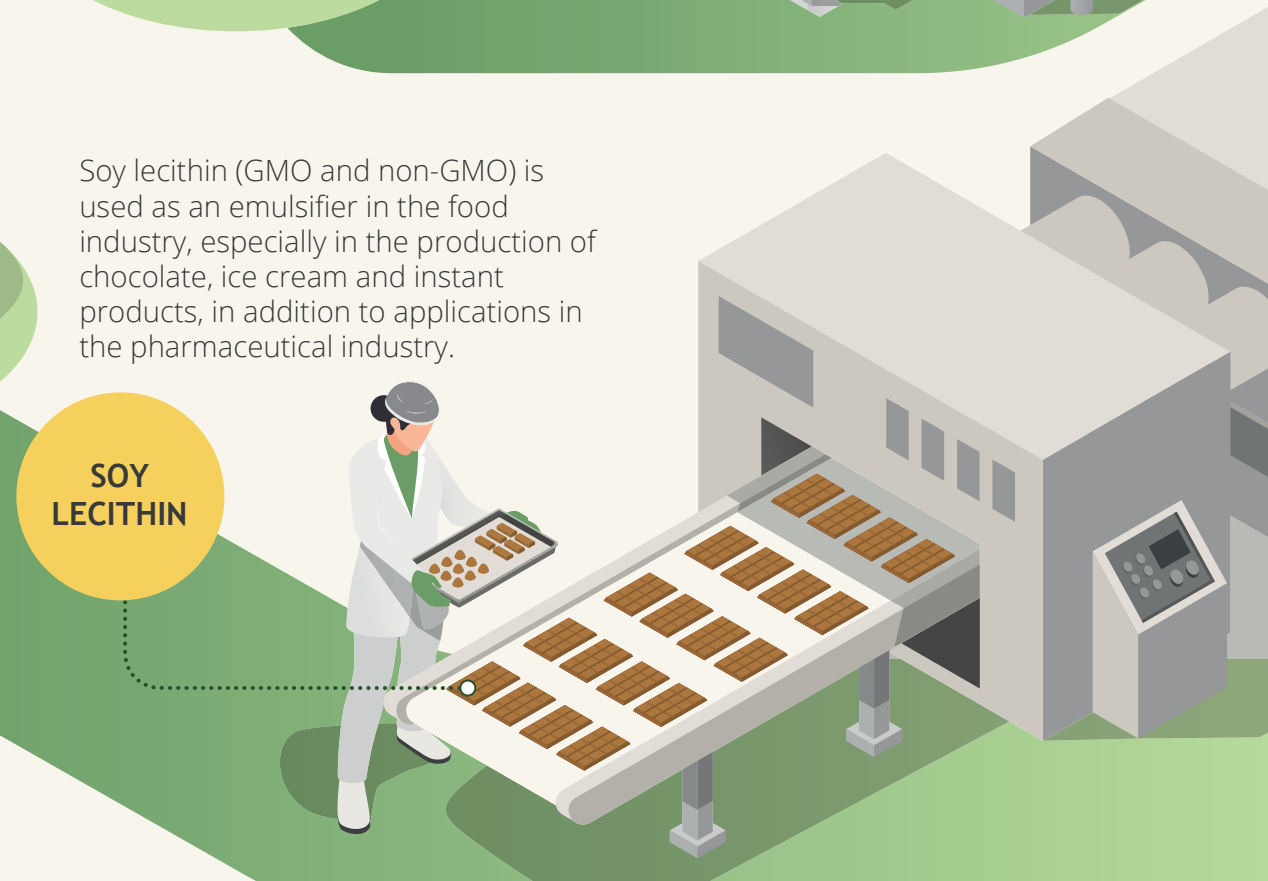 Soy lecithin (GMO and non-GMO) is
used as an emulsifier in the food
industry, especially in the production of
chocolate, ice cream and instant
products, in addition to applications in
the pharmaceutical industry.
SOY
LECITHIN